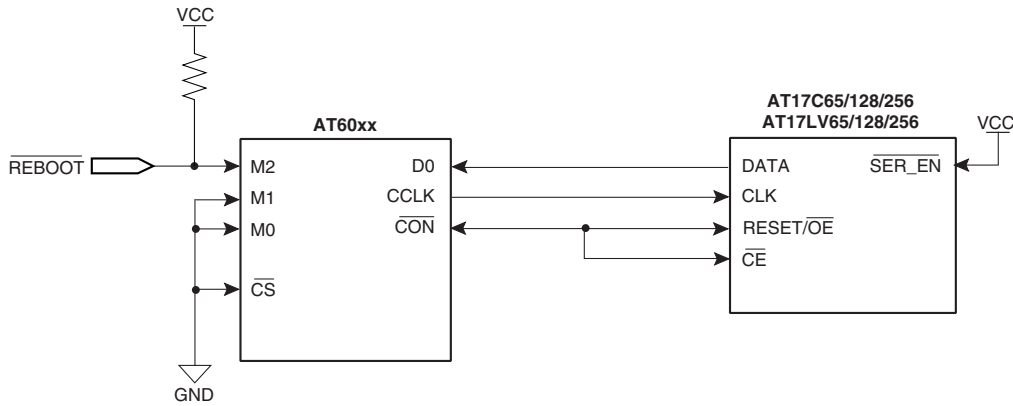 VCC
AT17C65/128/256
AT60xx
AT17LV65/128/256
VCC
REBOOT
M2
D0
DATA
SER_EN
M1
CCLK
CLK
M0
CON
RESET/OE
CE
CS
GND